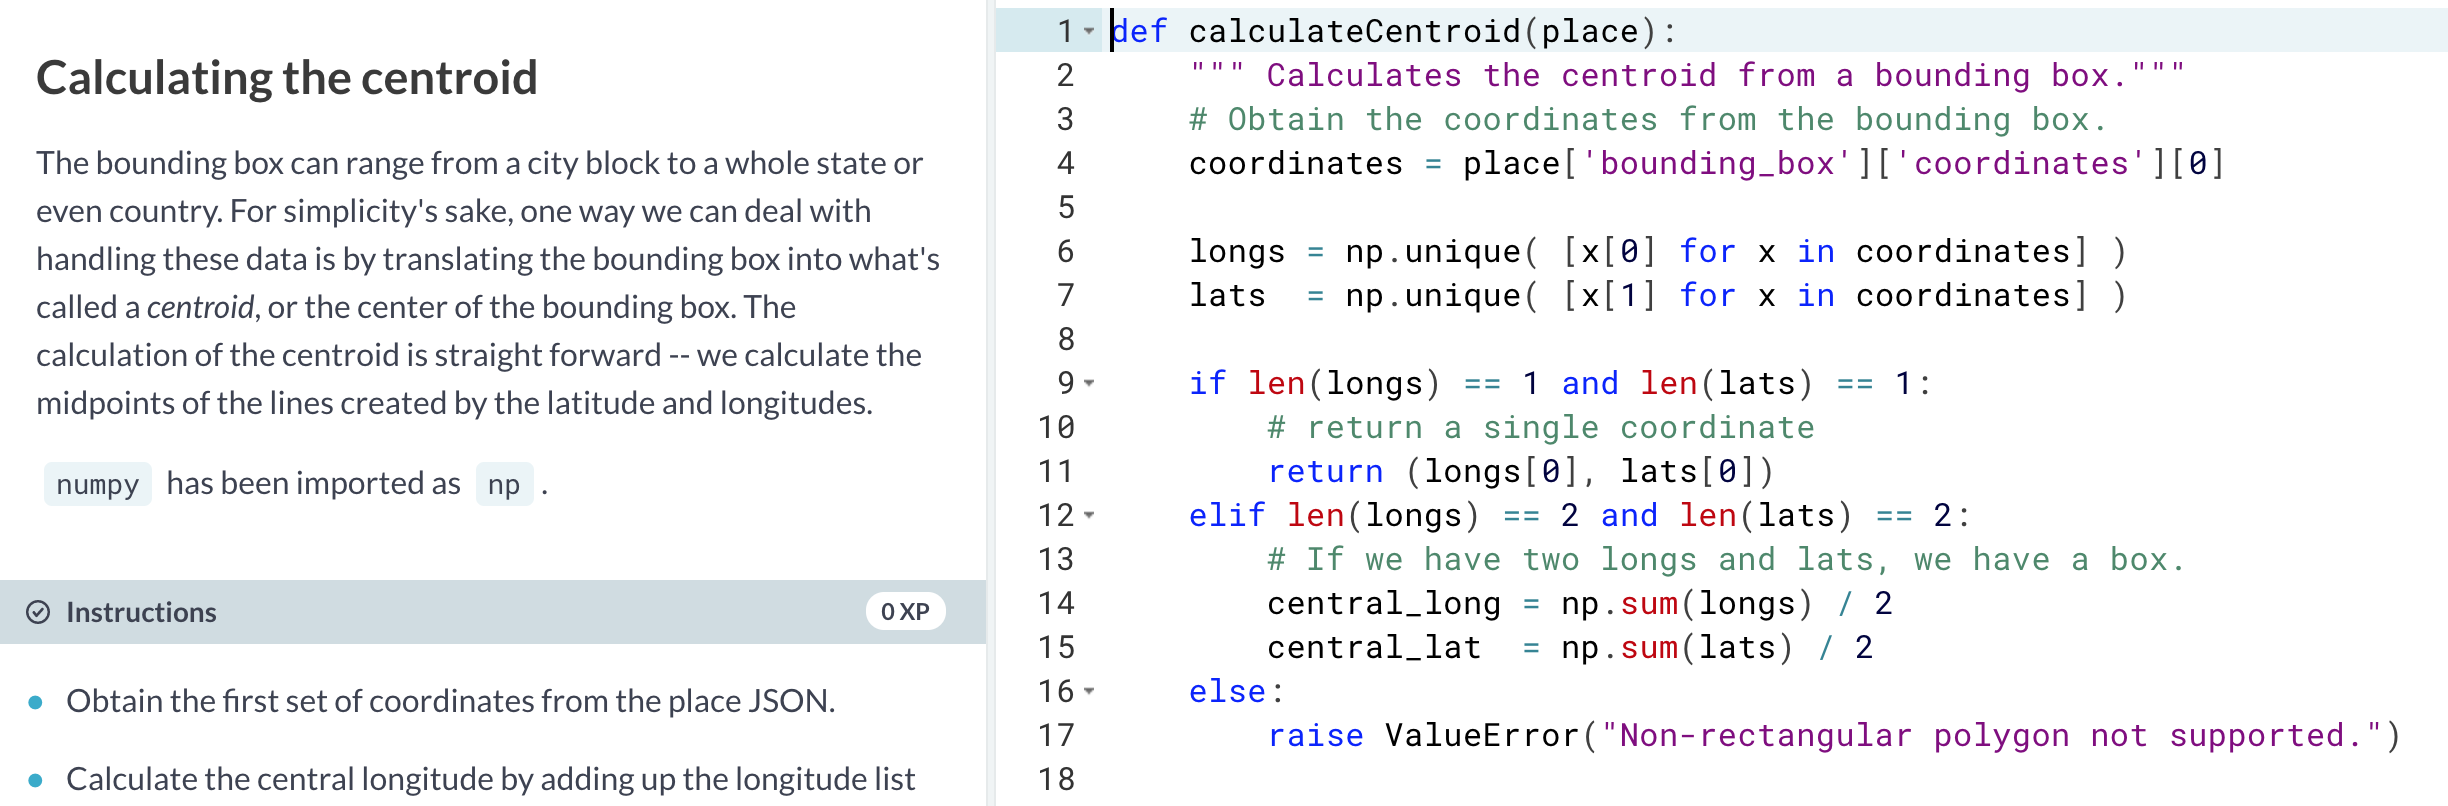 Calculating the centroid
The bounding box can range from a city block to a whole state or
even country. For simplicity's sake, one way we can deal with
handling these data is by translating the bounding box into what's
called a centroid, or the center of the bounding box. The
calculation of the centroid is straight forward -- we calculate the
midpoints of the lines created by the latitude and longitudes.
numpy has been imported as np .
Instructions 0 XP
Obtain the first set of coordinates from the place JSON.
Calculate the central longitude by adding up the longitude list
1 def calculateCentroid(place):
2     """ Calculates the centroid from a bounding box."""
3     # Obtain the coordinates from the bounding box.
4     coordinates = place['bounding_box']['coordinates'][0]
5
6     longs = np.unique( [x[0] for x in coordinates] )
7     lats  = np.unique( [x[1] for x in coordinates] )
8
9     if len(longs) == 1 and len(lats) == 1:
10         # return a single coordinate
11         return (longs[0], lats[0])
12     elif len(longs) == 2 and len(lats) == 2:
13         # If we have two longs and lats, we have a box.
14         central_long = np.sum(longs) / 2
15         central_lat  = np.sum(lats) / 2
16     else:
17         raise ValueError("Non-rectangular polygon not supported.")
18